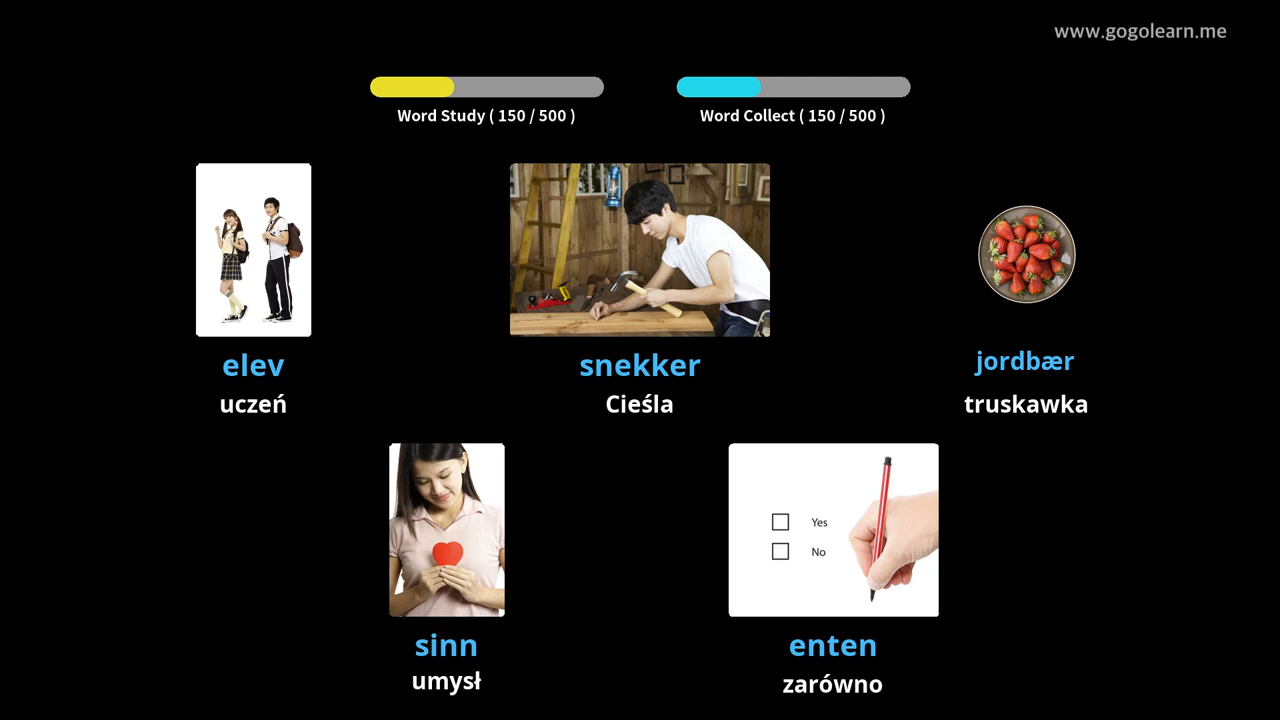 www.gogolearn.me
Word Study ( 150 / 500 )
Word Collect ( 150 / 500 )
elev
uczeń
snekker
Cieśla
jordbær
truskawka
Yes
No
sinn
umysł
enten
zarówno